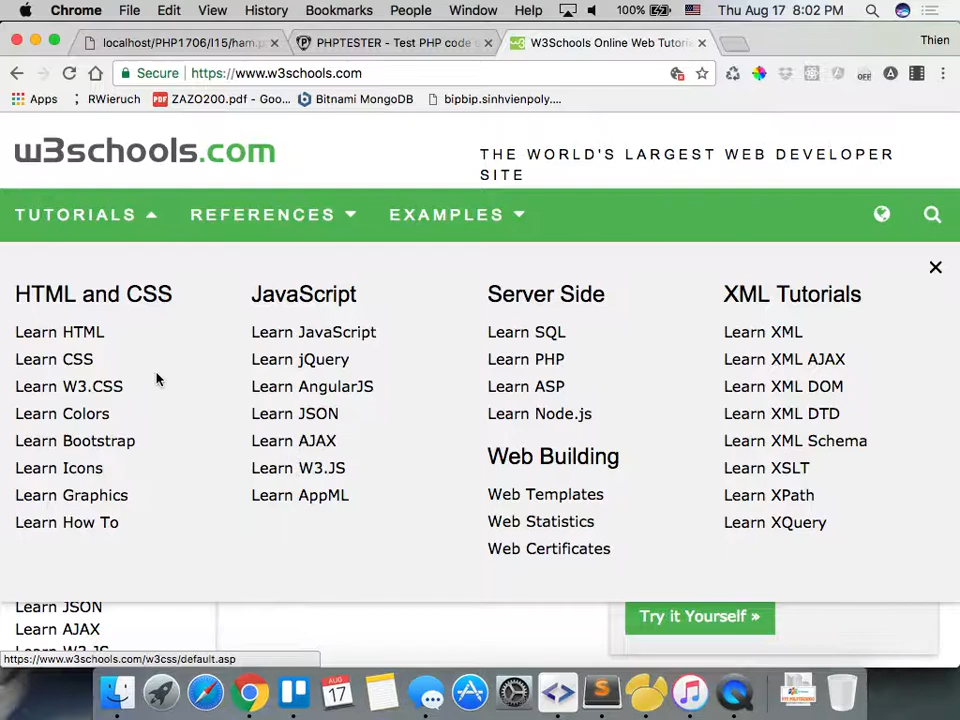 Chrome File Edit View History Bookmarks People Window Help 100% Thu Aug 17 8:02 PM
localhost/PHP1706/l15/ham.p × PHPTESTER - Test PHP code o × W3Schools Online Web Tutori × Thien
Secure https://www.w3schools.com OFF
Apps RWieruch PDF ZAZO200.pdf - Goo... Bitnami MongoDB bipbip.sinhvienpoly....
w3schools.com
THE WORLD'S LARGEST WEB DEVELOPER
SITE
TUTORIALS REFERENCES EXAMPLES
×
HTML and CSS
Learn HTML
Learn CSS
Learn W3.CSS
Learn Colors
Learn Bootstrap
Learn Icons
Learn Graphics
Learn How To
JavaScript
Learn JavaScript
Learn jQuery
Learn AngularJS
Learn JSON
Learn AJAX
Learn W3.JS
Learn AppML
Server Side
Learn SQL
Learn PHP
Learn ASP
Learn Node.js
Web Building
Web Templates
Web Statistics
Web Certificates
XML Tutorials
Learn XML
Learn XML AJAX
Learn XML DOM
Learn XML DTD
Learn XML Schema
Learn XSLT
Learn XPath
Learn XQuery
Learn JSON
Learn AJAX
Learn W3.JS
Try it Yourself »
https://www.w3schools.com/w3css/default.asp
AUG
17